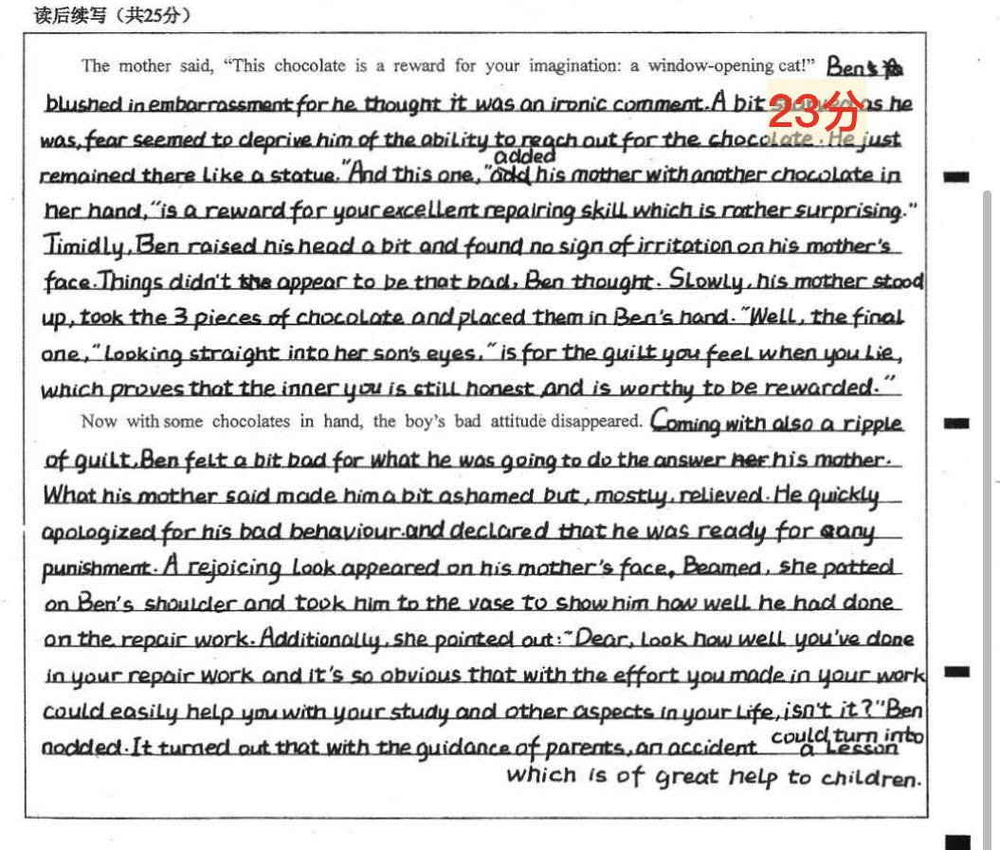 读后续写（共25分）
The mother said, “This chocolate is a reward for your imagination: a window-opening cat!” Ben
blushed in embarrassment for he thought it was an ironic comment. A bit as he
23分
was, fear seemed to deprive him of the ability to reach out for the chocolate. He just
added
remained there like a statue. "And this one," add his mother with another chocolate in
her hand, "is a reward for your excellent repairing skill which is rather surprising."
Timidly, Ben raised his head a bit and found no sign of irritation on his mother's
face. Things didn't the appear to be that bad, Ben thought. Slowly, his mother stood
up, took the 3 pieces of chocolate and placed them in Ben's hand. "Well, the final
one," Looking straight into her son's eyes, "is for the guilt you feel when you lie,
which proves that the inner you is still honest and is worthy to be rewarded."
Now with some chocolates in hand, the boy’s bad attitude disappeared. Coming with also a ripple
of guilt, Ben felt a bit bad for what he was going to do the answer her his mother.
What his mother said made him a bit ashamed but, mostly, relieved. He quickly
apologized for his bad behaviour. and declared that he was ready for any
punishment. A rejoicing look appeared on his mother's face. Beamed, she patted
on Ben's shoulder and took him to the vase to show him how well he had done
on the repair work. Additionally, she pointed out: "Dear, look how well you've done
in your repair work and it's so obvious that with the effort you made in your work
could easily help you with your study and other aspects in your life, isn't it?" Ben
nodded. It turned out that with the guidance of parents, an accident could turn into
a lesson
which is of great help to children.